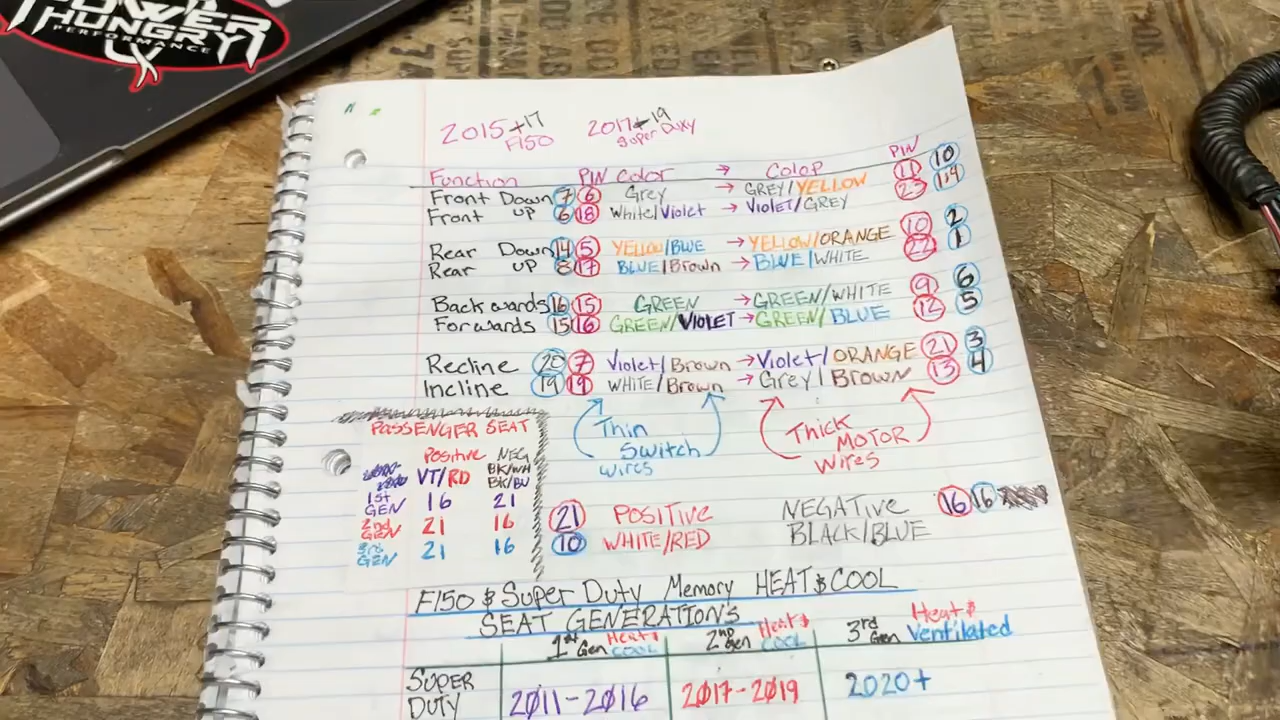 POWER
HUNGRY
PERFORMANCE
2015+17 2017+19
F150 Super Duty
Function PIN Color → Color PIN
Front Down 7 6 Grey → GREY/YELLOW 11 10
Front up 6 18 White/Violet → VIOLET/GREY 23 14
Rear Down 14 5 YELLOW/BLUE → YELLOW/ORANGE 10 2
Rear up 8 17 BLUE/Brown → BLUE/WHITE 22 1
Backwards 16 15 GREEN → GREEN/WHITE 9 6
Forwards 15 16 GREEN/VIOLET → GREEN/BLUE 12 5
Recline 20 7 Violet/Brown → Violet/ORANGE 21 3
Incline 19 19 WHITE/Brown → Grey/Brown 13 4
Thin Switch wires
Thick MOTOR Wires
PASSENGER SEAT
Positive NEG
VT/RD BK/WH
BK/BU
1st GEN 16 21
2nd GEN 21 16
3rd GEN 21 16
21 POSITIVE NEGATIVE 16 16
10 WHITE/RED BLACK/BLUE
F150 & Super Duty Memory HEAT & COOL
SEAT GENERATIONS
1st Gen Heat & COOL 2nd Gen Heat & COOL 3rd Gen Heat & Ventilated
SUPER DUTY 2011-2016 2017-2019 2020+